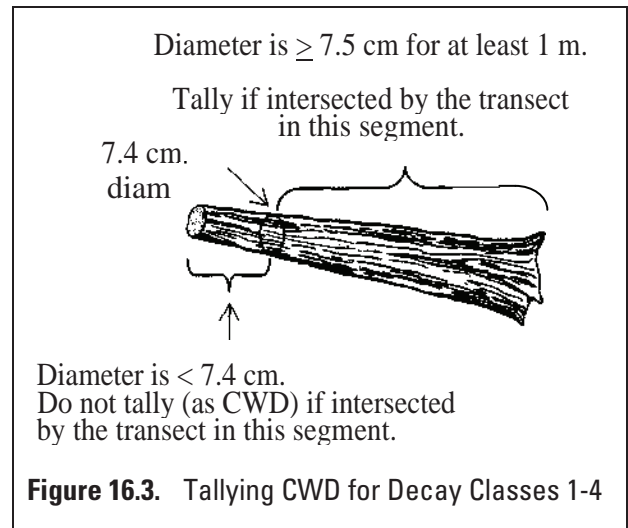 Diameter is ≥ 7.5 cm for at least 1 m.
Tally if intersected by the transect
in this segment.
7.4 cm.
diam
Diameter is < 7.4 cm.
Do not tally (as CWD) if intersected
by the transect in this segment.
Figure 16.3. Tallying CWD for Decay Classes 1-4